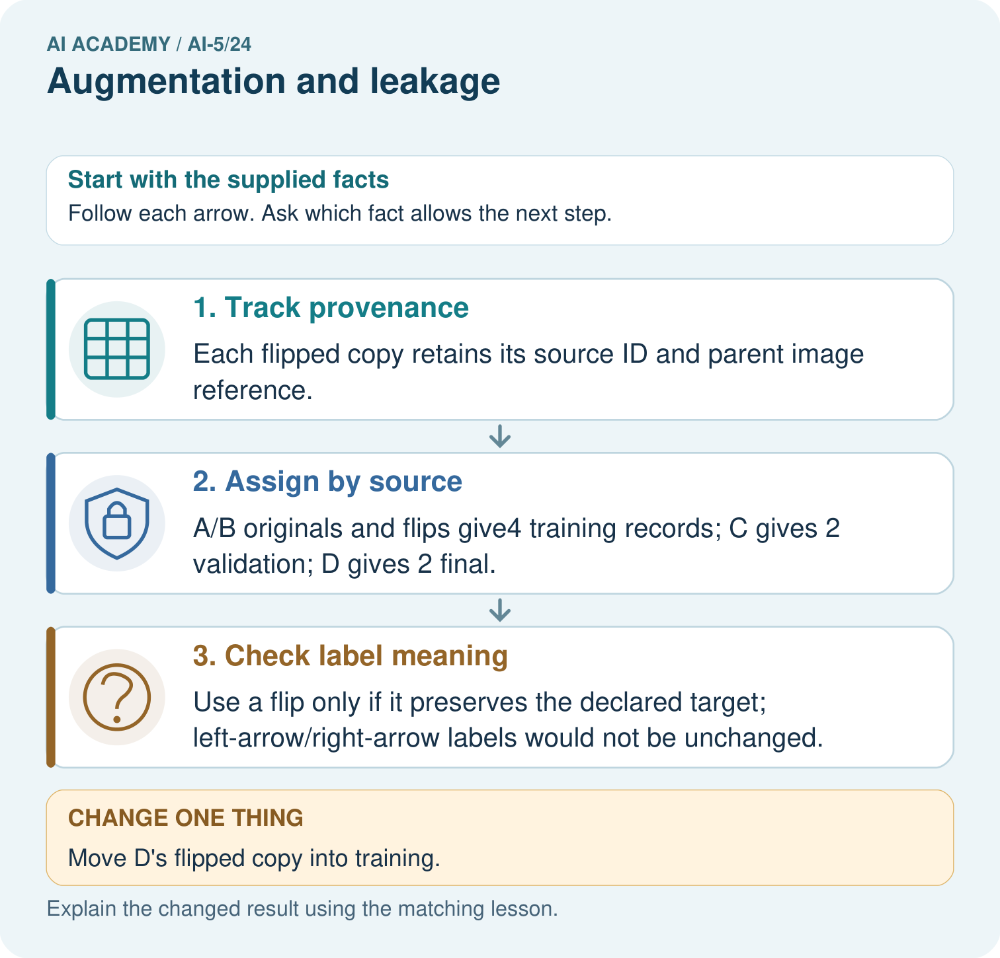 AI ACADEMY / AI-5/24
Augmentation and leakage
Start with the supplied facts
Follow each arrow. Ask which fact allows the next step.
1. Track provenance
Each flipped copy retains its source ID and parent image
reference.
2. Assign by source
A/B originals and flips give4 training records; C gives 2
validation; D gives 2 final.
3. Check label meaning
Use a flip only if it preserves the declared target;
left-arrow/right-arrow labels would not be unchanged.
CHANGE ONE THING
Move D's flipped copy into training.
Explain the changed result using the matching lesson.